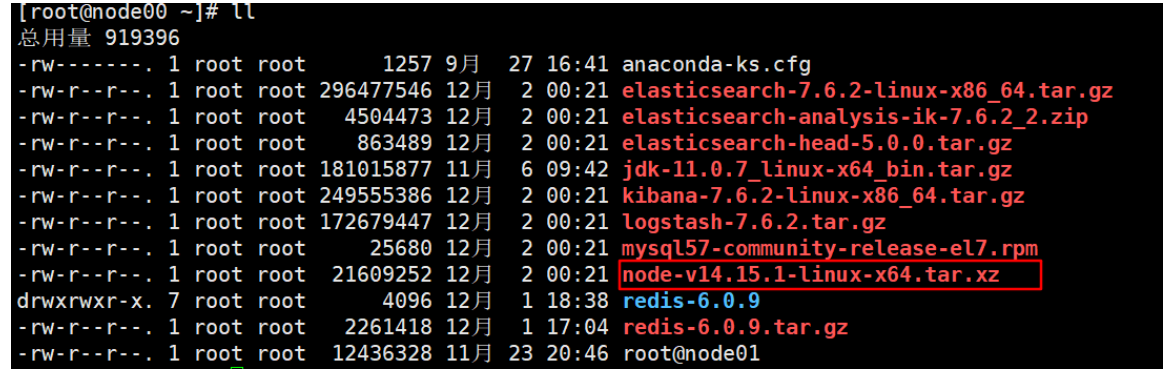 [root@node00 ~]# ll
总用量 919396
-rw-------. 1 root root      1257 9月  27 16:41 anaconda-ks.cfg
-rw-r--r--. 1 root root 296477546 12月  2 00:21 elasticsearch-7.6.2-linux-x86_64.tar.gz
-rw-r--r--. 1 root root   4504473 12月  2 00:21 elasticsearch-analysis-ik-7.6.2_2.zip
-rw-r--r--. 1 root root    863489 12月  2 00:21 elasticsearch-head-5.0.0.tar.gz
-rw-r--r--. 1 root root 181015877 11月  6 09:42 jdk-11.0.7_linux-x64_bin.tar.gz
-rw-r--r--. 1 root root 249555386 12月  2 00:21 kibana-7.6.2-linux-x86_64.tar.gz
-rw-r--r--. 1 root root 172679447 12月  2 00:21 logstash-7.6.2.tar.gz
-rw-r--r--. 1 root root     25680 12月  2 00:21 mysql57-community-release-el7.rpm
-rw-r--r--. 1 root root  21609252 12月  2 00:21 node-v14.15.1-linux-x64.tar.xz
drwxrwxr-x. 7 root root      4096 12月  1 18:38 redis-6.0.9
-rw-r--r--. 1 root root   2261418 12月  1 17:04 redis-6.0.9.tar.gz
-rw-r--r--. 1 root root  12436328 11月 23 20:46 root@node01